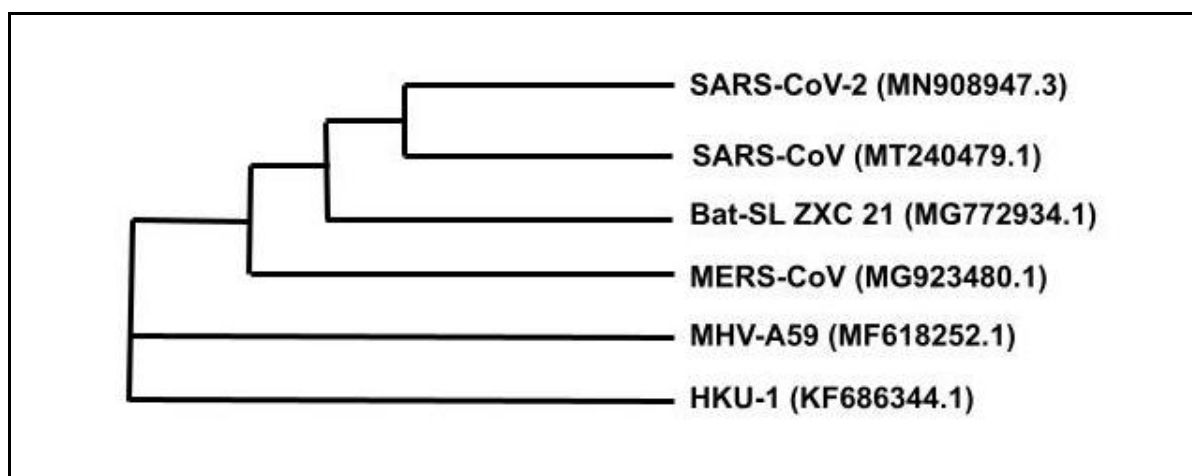 SARS-CoV-2 (MN908947.3)
SARS-CoV (MT240479.1)
Bat-SL ZXC 21 (MG772934.1)
MERS-CoV (MG923480.1)
MHV-A59 (MF618252.1)
HKU-1 (KF686344.1)